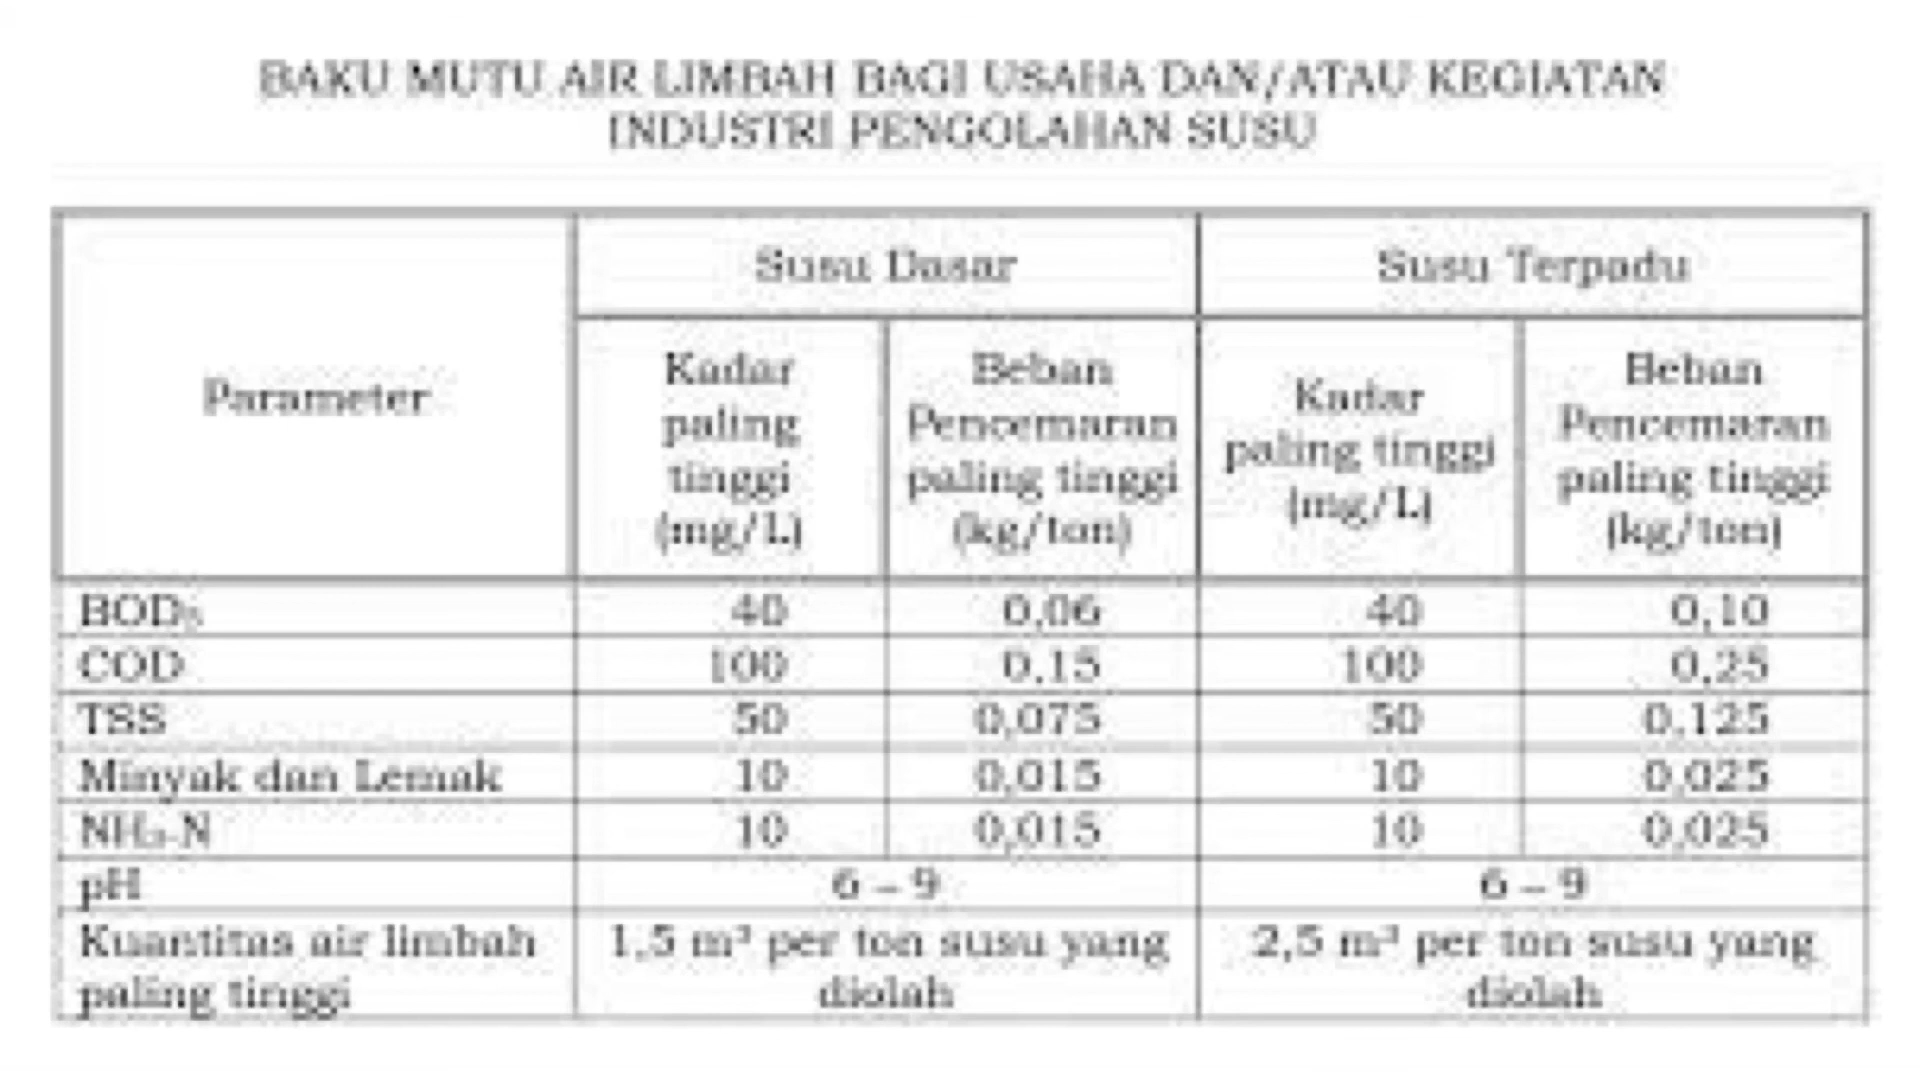 BAKU MUTU AIR LIMBAH BAGI USAHA DAN/ATAU KEGIATAN
INDUSTRI PENGOLAHAN SUSU
Parameter
Susu Dasar
Susu Terpadu
Kadar
paling
tinggi
(mg/L)
Beban
Pencemaran
paling tinggi
(kg/ton)
Kadar
paling tinggi
(mg/L)
Beban
Pencemaran
paling tinggi
(kg/ton)
BOD₅ 40 0,06 40 0,10
COD 100 0,15 100 0,25
TSS 50 0,075 50 0,125
Minyak dan Lemak 10 0,015 10 0,025
NH₃-N 10 0,015 10 0,025
pH 6 – 9 6 – 9
Kuantitas air limbah
paling tinggi
1,5 m³ per ton susu yang
diolah
2,5 m³ per ton susu yang
diolah